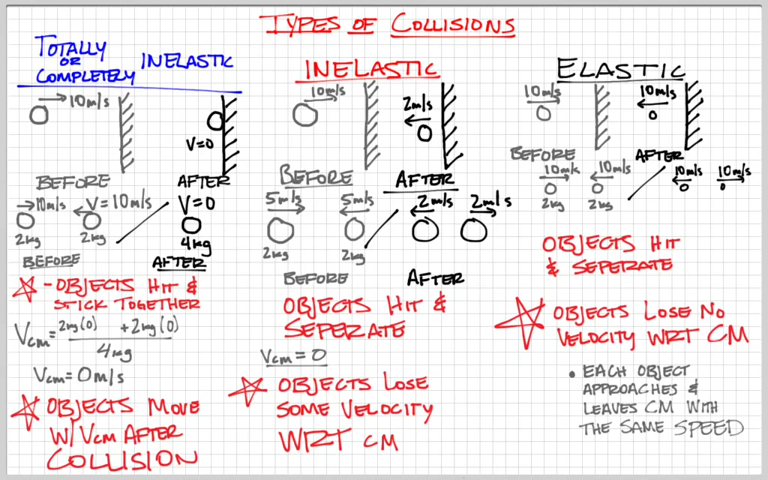 TYPES OF COLLISIONS
TOTALLY
OR
COMPLETELY INELASTIC
10m/s
V=0
BEFORE
AFTER
10m/s
V=10m/s
V=0
2kg
2kg
4kg
BEFORE
AFTER
- OBJECTS HIT &
STICK TOGETHER
Vcm= 2kg(0) + 2kg(0)
4kg
Vcm=0m/s
OBJECTS MOVE
W/ Vcm AFTER
COLLISION
INELASTIC
10m/s
2m/s
BEFORE
AFTER
5m/s
5m/s
2m/s
2m/s
2kg
2kg
BEFORE
AFTER
OBJECTS HIT &
SEPERATE
Vcm = 0
OBJECTS LOSE
SOME VELOCITY
WRT CM
ELASTIC
10m/s
10m/s
BEFORE
AFTER
10m/s
10m/s
10m/s
10m/s
2kg
2kg
OBJECTS HIT
& SEPERATE
OBJECTS LOSE NO
VELOCITY WRT CM
• EACH OBJECT
APPROACHES &
LEAVES CM WITH
THE SAME SPEED